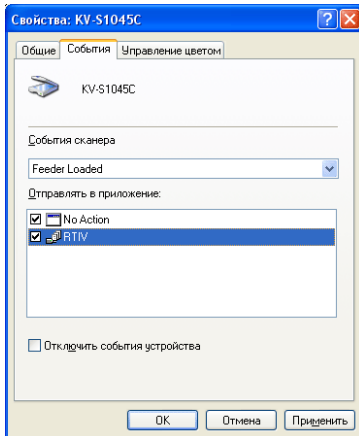 Свойства: KV-S1045C
Общие События Управление цветом
KV-S1045C
События сканера
Feeder Loaded
Отправлять в приложение:
No Action
RTIV
Отключить события устройства
OK Отмена Применить